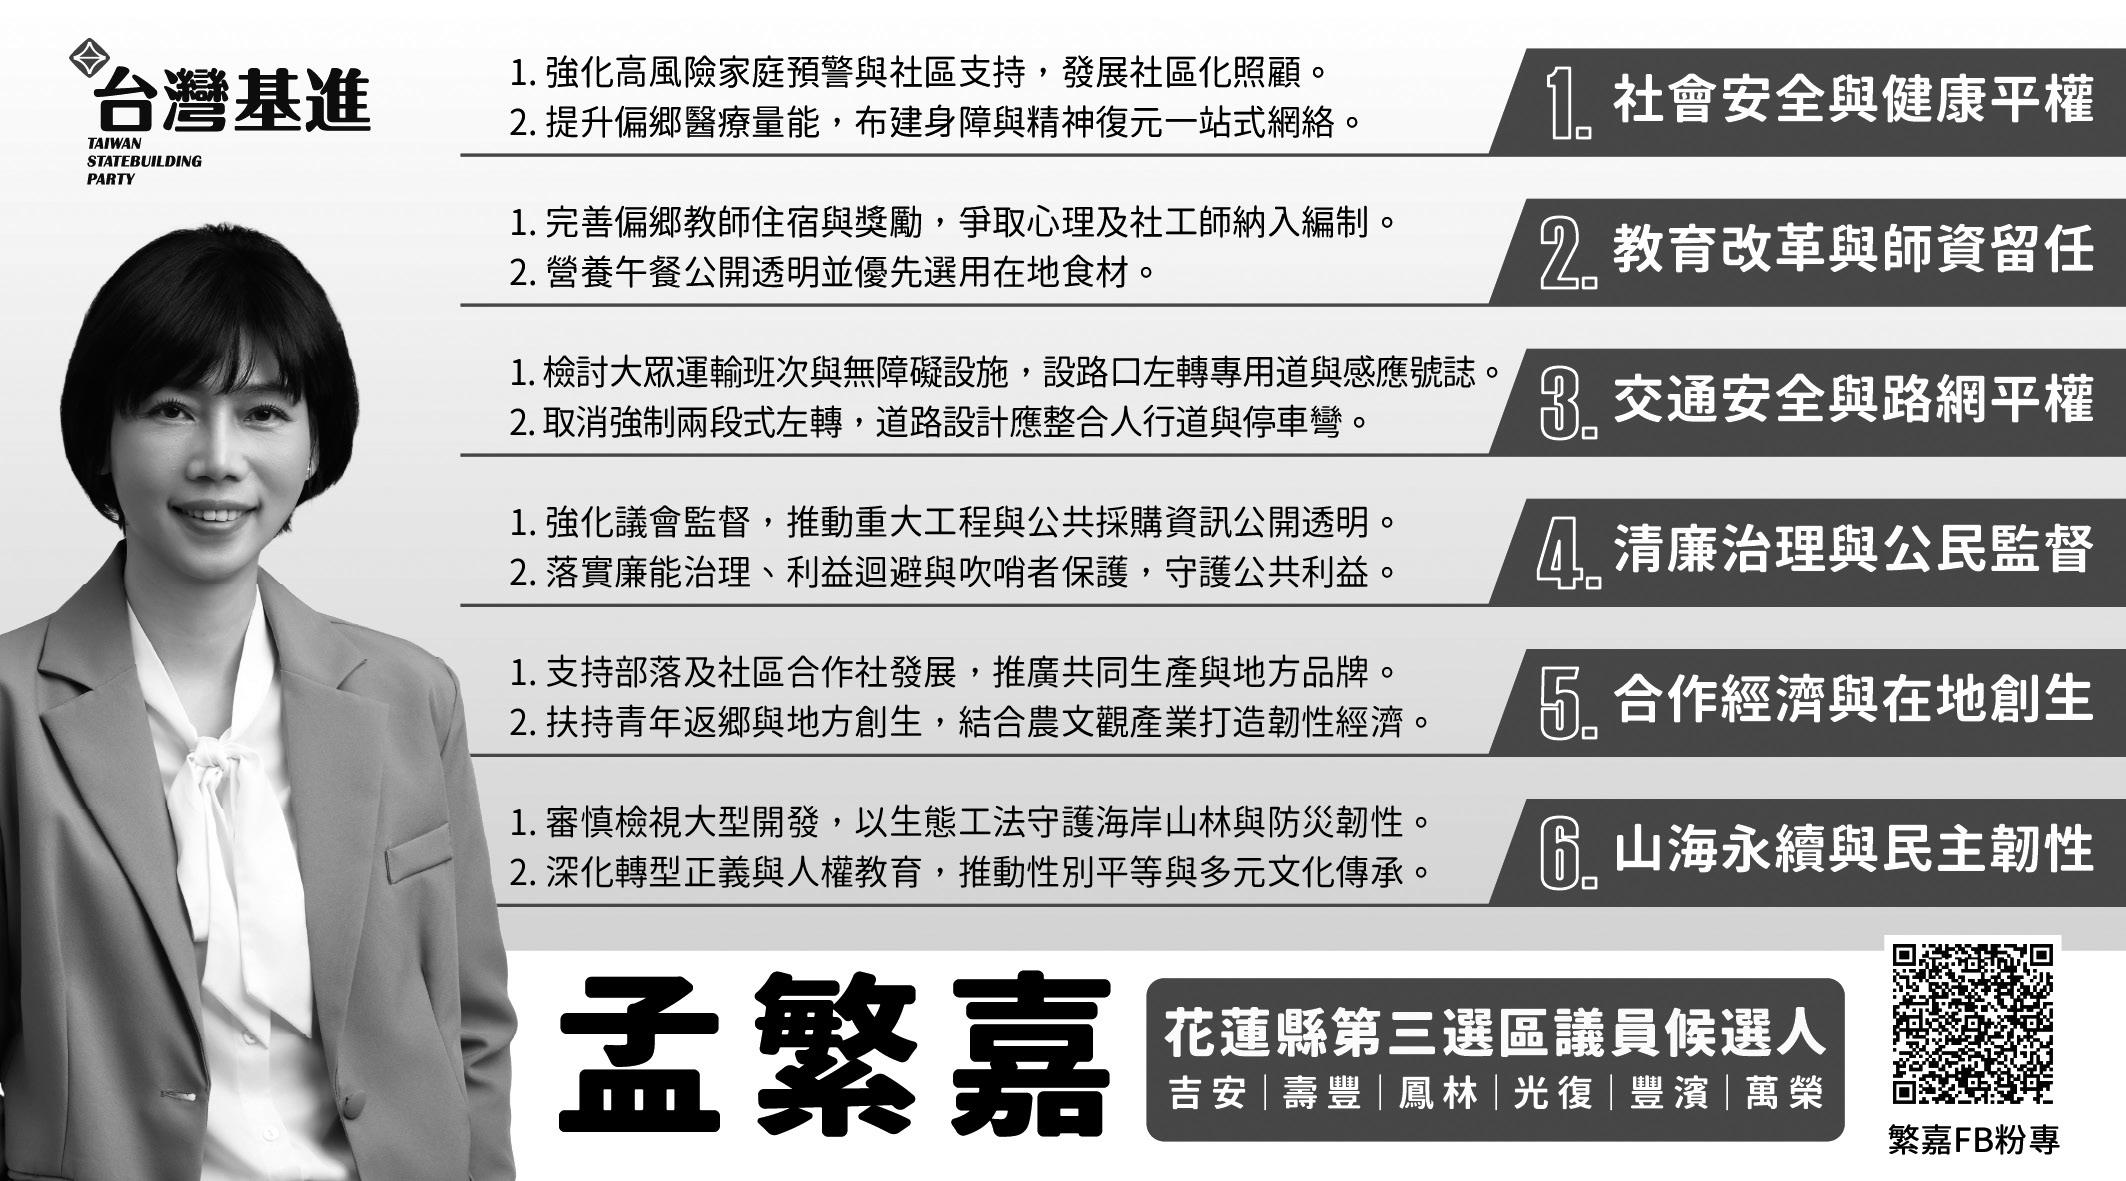 台灣基進
TAIWAN
STATEBUILDING
PARTY
1. 社會安全與健康平權
1. 強化高風險家庭預警與社區支持，發展社區化照顧。
2. 提升偏鄉醫療量能，布建身障與精神復元一站式網絡。
2. 教育改革與師資留任
1. 完善偏鄉教師住宿與獎勵，爭取心理及社工師納入編制。
2. 營養午餐公開透明並優先選用在地食材。
3. 交通安全與路網平權
1. 檢討大眾運輸班次與無障礙設施，設路口左轉專用道與感應號誌。
2. 取消強制兩段式左轉，道路設計應整合人行道與停車彎。
4. 清廉治理與公民監督
1. 強化議會監督，推動重大工程與公共採購資訊公開透明。
2. 落實廉能治理、利益迴避與吹哨者保護，守護公共利益。
5. 合作經濟與在地創生
1. 支持部落及社區合作社發展，推廣共同生產與地方品牌。
2. 扶持青年返鄉與地方創生，結合農文觀產業打造韌性經濟。
6. 山海永續與民主韌性
1. 審慎檢視大型開發，以生態工法守護海岸山林與防災韌性。
2. 深化轉型正義與人權教育，推動性別平等與多元文化傳承。
孟繁嘉
花蓮縣第三選區議員候選人
吉安｜壽豐｜鳳林｜光復｜豐濱｜萬榮
繁嘉FB粉專